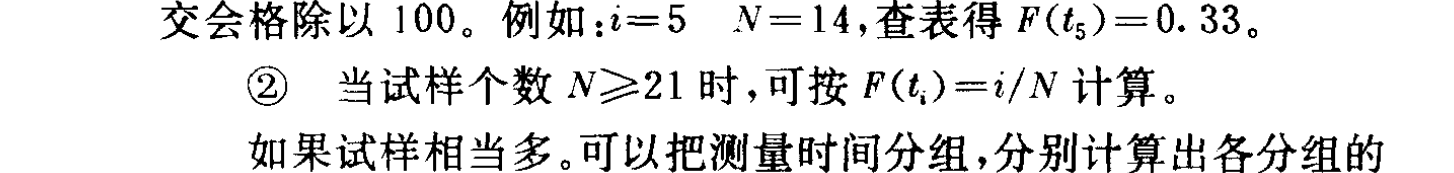 交会格除以 100。例如:i=5 N=14,查表得 F(t₅)=0.33。
② 当试样个数 N⩾21 时,可按 F(tᵢ)=i/N 计算。
如果试样相当多。可以把测量时间分组,分别计算出各分组的